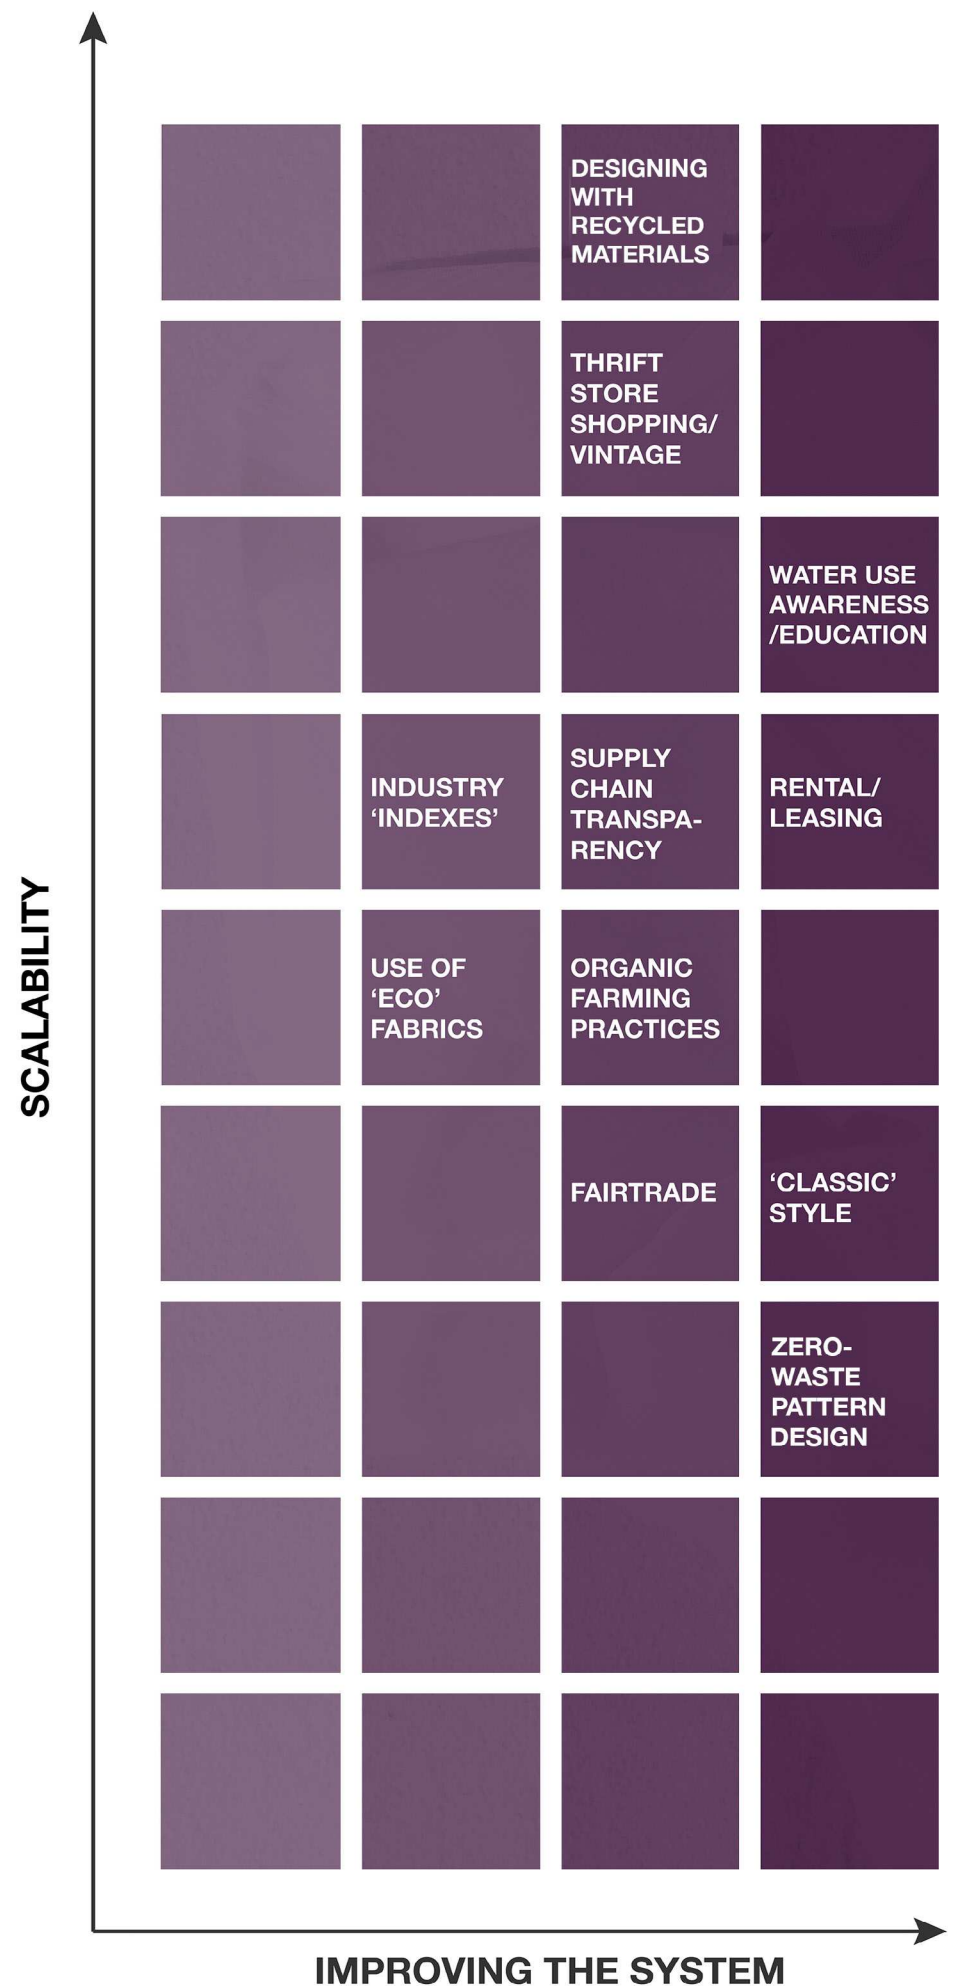 DESIGNING
WITH
RECYCLED
MATERIALS
THRIFT
STORE
SHOPPING/
VINTAGE
WATER USE
AWARENESS
/EDUCATION
INDUSTRY
‘INDEXES’
SUPPLY
CHAIN
TRANSPA-
RENCY
RENTAL/
LEASING
USE OF
‘ECO’
FABRICS
ORGANIC
FARMING
PRACTICES
FAIRTRADE
‘CLASSIC’
STYLE
ZERO-
WASTE
PATTERN
DESIGN
SCALABILITY
IMPROVING THE SYSTEM